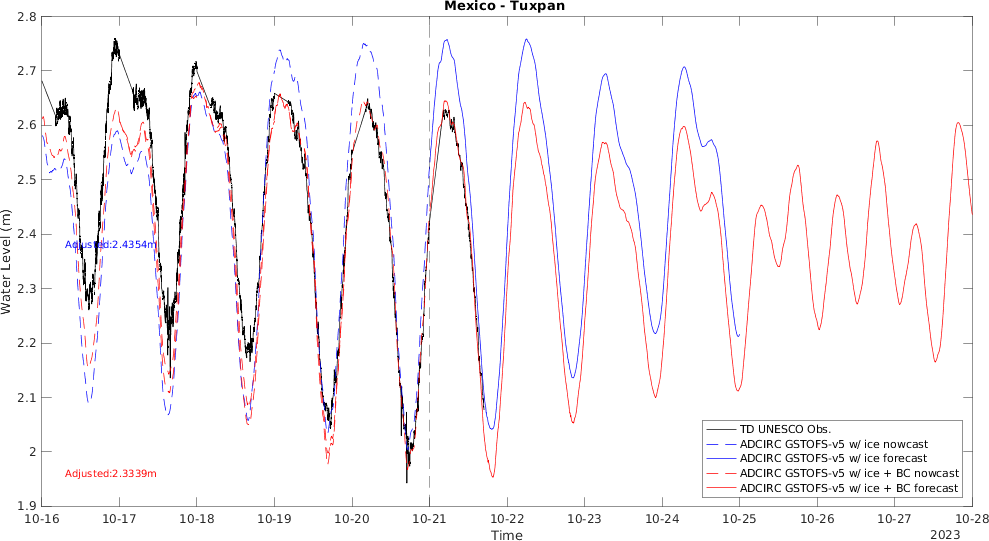 Mexico - Tuxpan
2.8
2.7
2.6
2.5
2.4
2.3
2.2
2.1
2
1.9
Water Level (m)
Adjusted:2.4354m
Adjusted:2.3339m
TD UNESCO Obs.
ADCIRC GSTOFS-v5 w/ ice nowcast
ADCIRC GSTOFS-v5 w/ ice forecast
ADCIRC GSTOFS-v5 w/ ice + BC nowcast
ADCIRC GSTOFS-v5 w/ ice + BC forecast
10-16 10-17 10-18 10-19 10-20 10-21 10-22 10-23 10-24 10-25 10-26 10-27 10-28
Time
2023